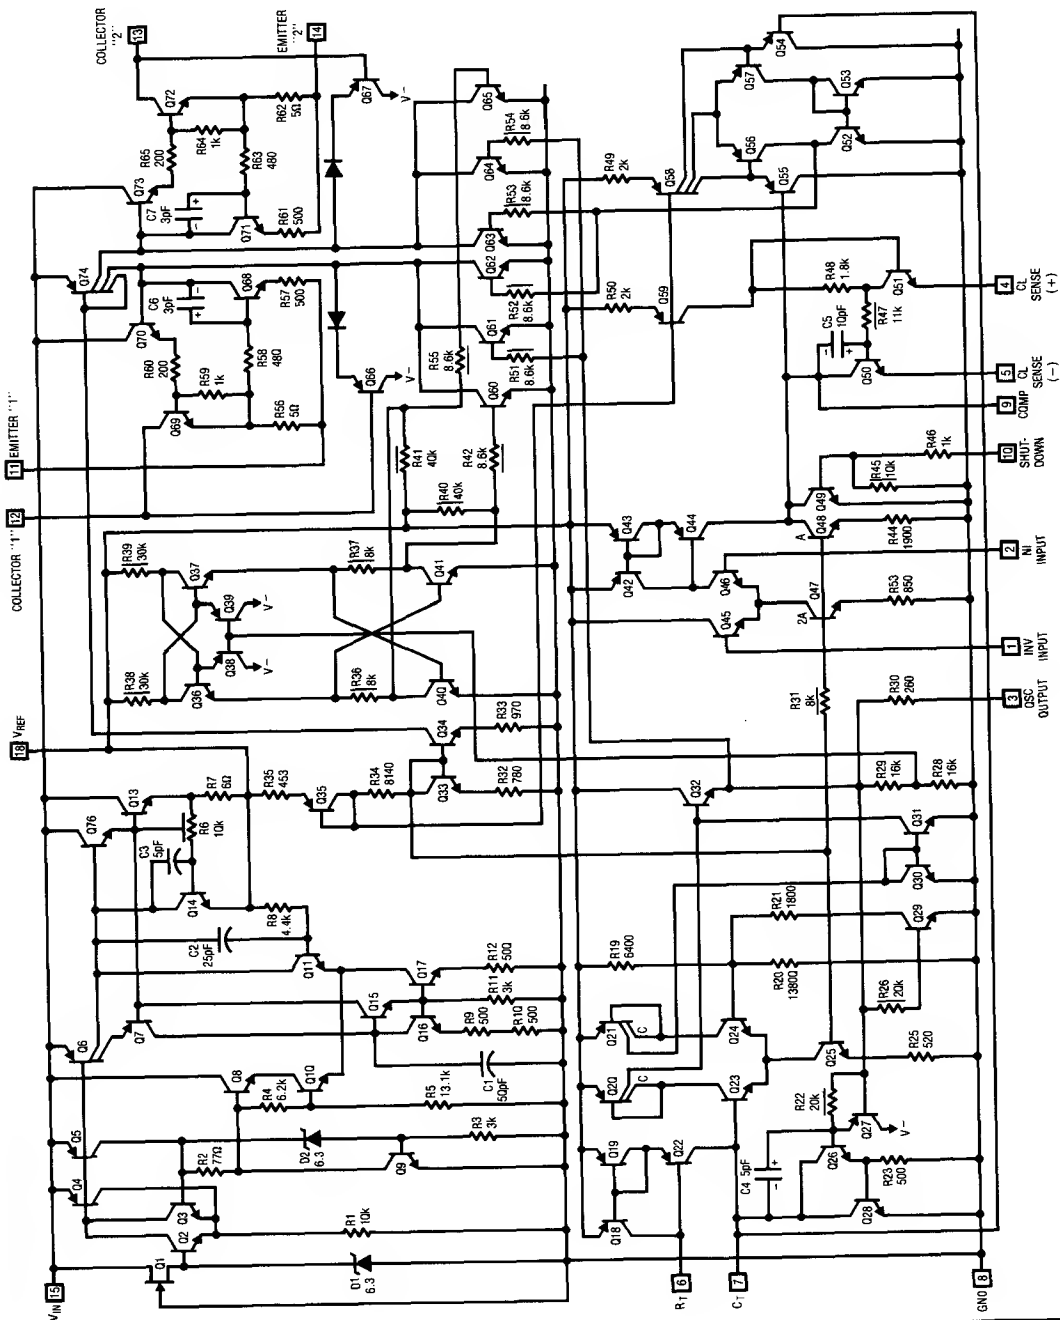 COLLECTOR
"2"
13
EMITTER
"2"
14
Q72
R65
200
R64
1k
R62
5Ω
R63
480
Q73
C7
3pF
Q71
R61
500
Q67
V-
Q74
Q70
C6
3pF
Q68
R57
500
R60
200
R59
1k
R58
480
Q69
R56
5Ω
Q66
V-
11
EMITTER "1"
12
COLLECTOR "1"
Q65
R54
8.6k
Q64
R53
8.6k
Q63
Q62
R52
8.6k
Q61
R51
8.6k
R55
8.6k
Q60
R42
8.6k
R41
40k
R40
40k
R39
30k
Q37
R37
8k
Q41
Q39
V-
Q38
V-
R38
30k
Q36
R36
8k
Q40
18
VREF
Q34
R33
970
Q33
R32
780
R34
8140
Q35
R35
453
R7
6Ω
Q13
Q76
R6
10k
C3
5pF
Q14
R8
4.4k
C2
25pF
Q11
Q17
R12
500
R11
3k
Q15
Q16
R9
500
R10
500
C1
50pF
Q6
Q7
Q8
R4
6.2k
Q10
R5
13.1k
Q5
Q4
R2
77Ω
D2
6.3
Q9
R3
3k
Q3
Q2
R1
10k
Q1
D1
6.3
15
VIN
Q54
Q57
Q53
Q56
Q52
Q55
Q58
R49
2k
R50
2k
Q59
R48
1.8k
Q51
R47
11k
C5
10pF
Q50
4
CL
SENSE
(+)
5
CL
SENSE
(-)
9
COMP
10
SHUT-
DOWN
R46
1k
R45
10k
Q49
Q43
Q44
Q42
Q48
A
R44
1900
Q46
Q45
Q47
2A
R53
850
2
NI
INPUT
1
INV
INPUT
R31
8k
R30
260
3
OSC
OUTPUT
Q32
R29
16k
R28
16k
Q31
Q30
Q29
R21
1800
R19
6400
R20
13800
R26
20k
Q21
C
Q24
Q20
C
Q23
Q25
R25
520
R22
20k
Q27
V-
Q26
R23
500
Q28
C4 5pF
Q19
Q22
Q18
6
RT
7
CT
8
GND